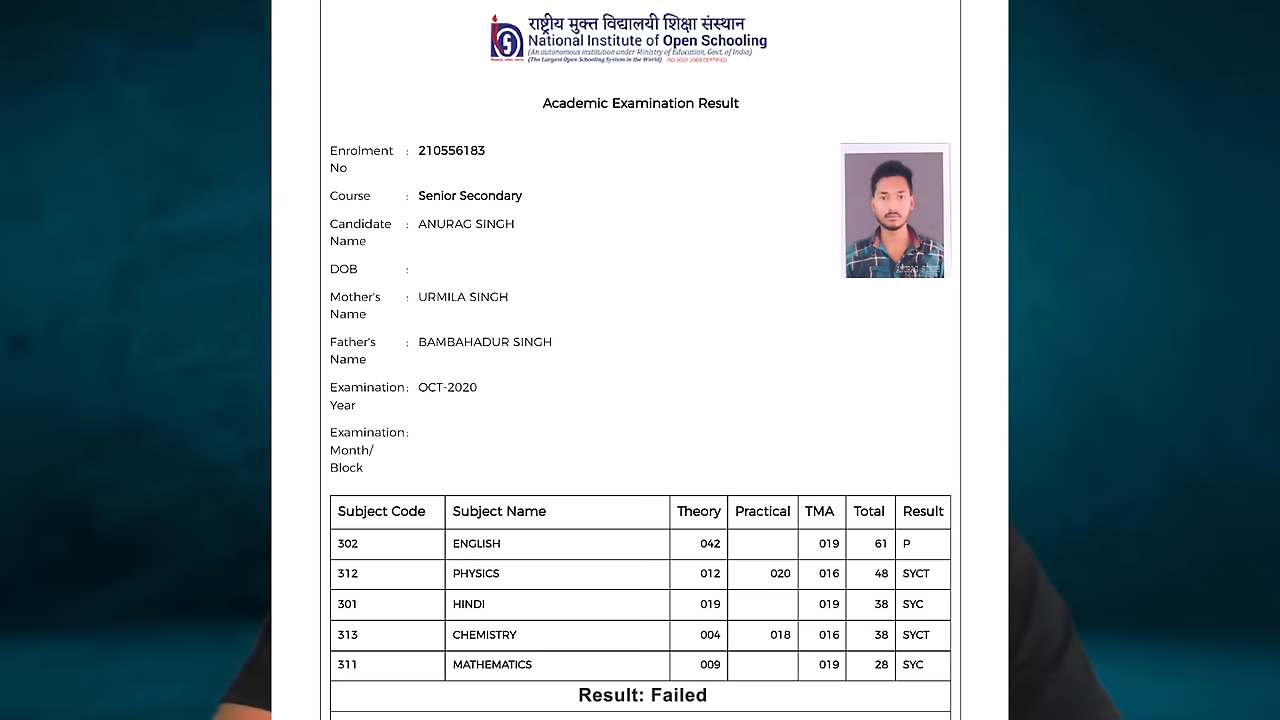 राष्ट्रीय मुक्त विद्यालयी शिक्षा संस्थान
National Institute of Open Schooling
(An autonomous institution under Ministry of Education, Govt. of India)
(The Largest Open Schooling System in the World) ISO 9001:2008 CERTIFIED
Academic Examination Result
Enrolment No : 210556183
Course : Senior Secondary
Candidate Name : ANURAG SINGH
DOB :
Mother's Name : URMILA SINGH
Father's Name : BAMBAHADUR SINGH
Examination Year : OCT-2020
Examination Month/ Block :
Subject Code Subject Name Theory Practical TMA Total Result
302 ENGLISH 042 019 61 P
312 PHYSICS 012 020 016 48 SYCT
301 HINDI 019 019 38 SYC
313 CHEMISTRY 004 018 016 38 SYCT
311 MATHEMATICS 009 019 28 SYC
Result: Failed